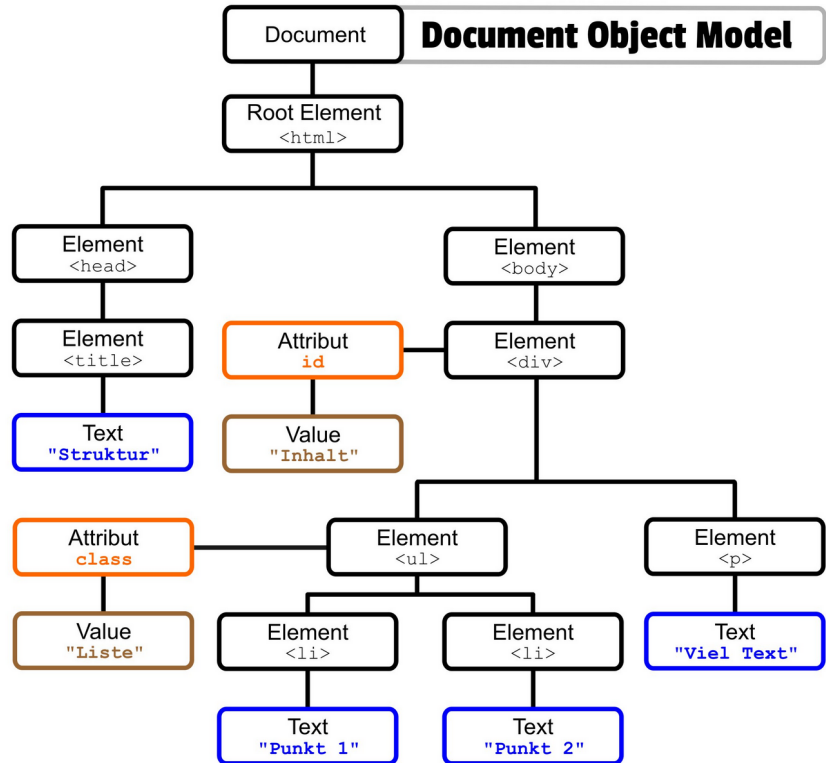 Document
Document Object Model
Root Element
<html>
Element
<head>
Element
<body>
Element
<title>
Attribut
id
Element
<div>
Text
"Struktur"
Value
"Inhalt"
Attribut
class
Element
<ul>
Element
<p>
Value
"Liste"
Element
<li>
Element
<li>
Text
"Viel Text"
Text
"Punkt 1"
Text
"Punkt 2"